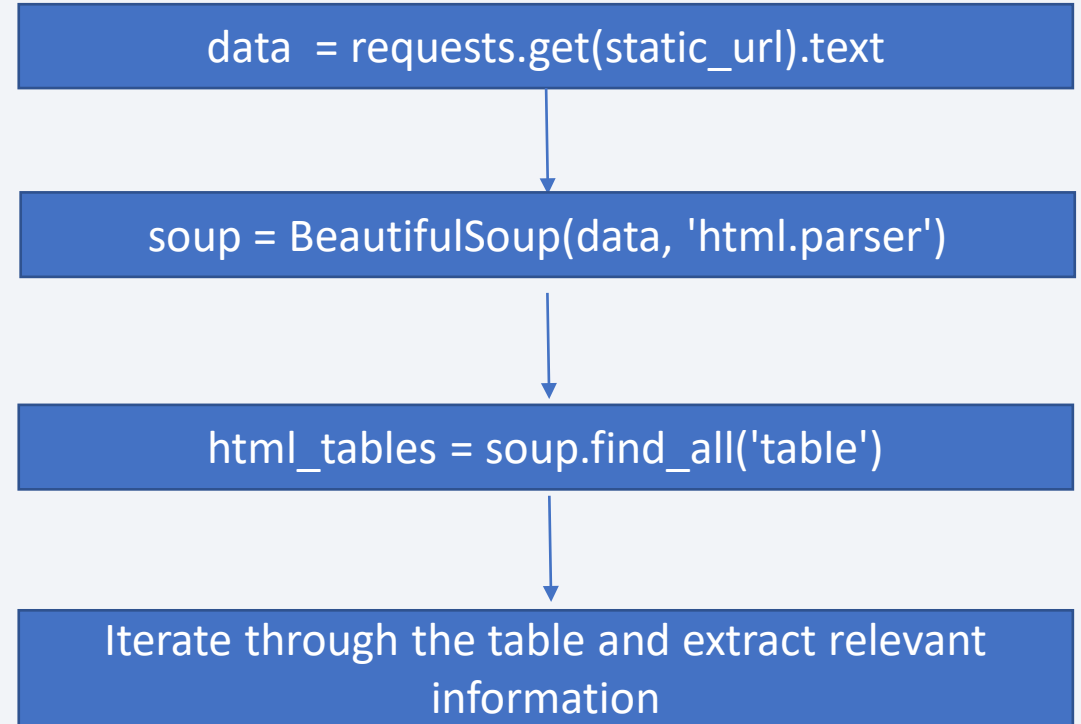 data = requests.get(static_url).text
soup = BeautifulSoup(data, 'html.parser')
html_tables = soup.find_all('table')
Iterate through the table and extract relevant
information